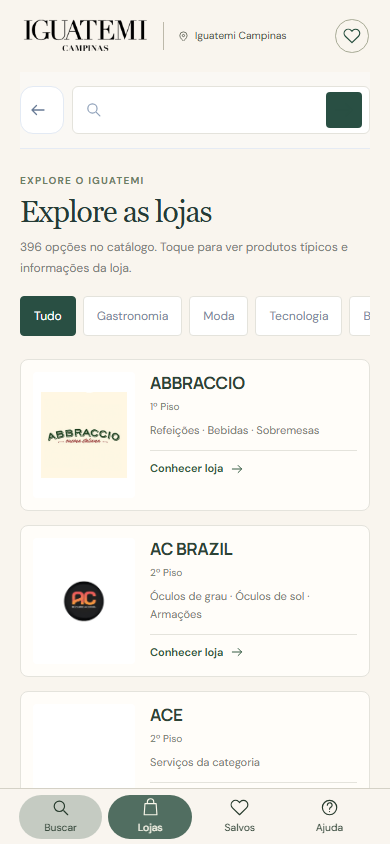 IGUATEMI
CAMPINAS
Iguatemi Campinas
EXPLORE O IGUATEMI
Explore as lojas
396 opções no catálogo. Toque para ver produtos típicos e
informações da loja.
Tudo
Gastronomia
Moda
Tecnologia
B
ABBRACCIO
ABBRACCIO
1º Piso
Refeições · Bebidas · Sobremesas
Conhecer loja
AC
AC BRAZIL
2º Piso
Óculos de grau · Óculos de sol ·
Armações
Conhecer loja
ACE
2º Piso
Serviços da categoria
Buscar
Lojas
Salvos
Ajuda